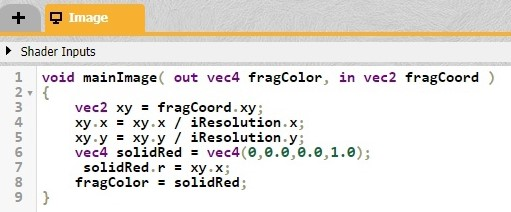 + Image
Shader Inputs
1 void mainImage( out vec4 fragColor, in vec2 fragCoord )
2 {
3 vec2 xy = fragCoord.xy;
4 xy.x = xy.x / iResolution.x;
5 xy.y = xy.y / iResolution.y;
6 vec4 solidRed = vec4(0,0.0,0.0,1.0);
7 solidRed.r = xy.x;
8 fragColor = solidRed;
9 }